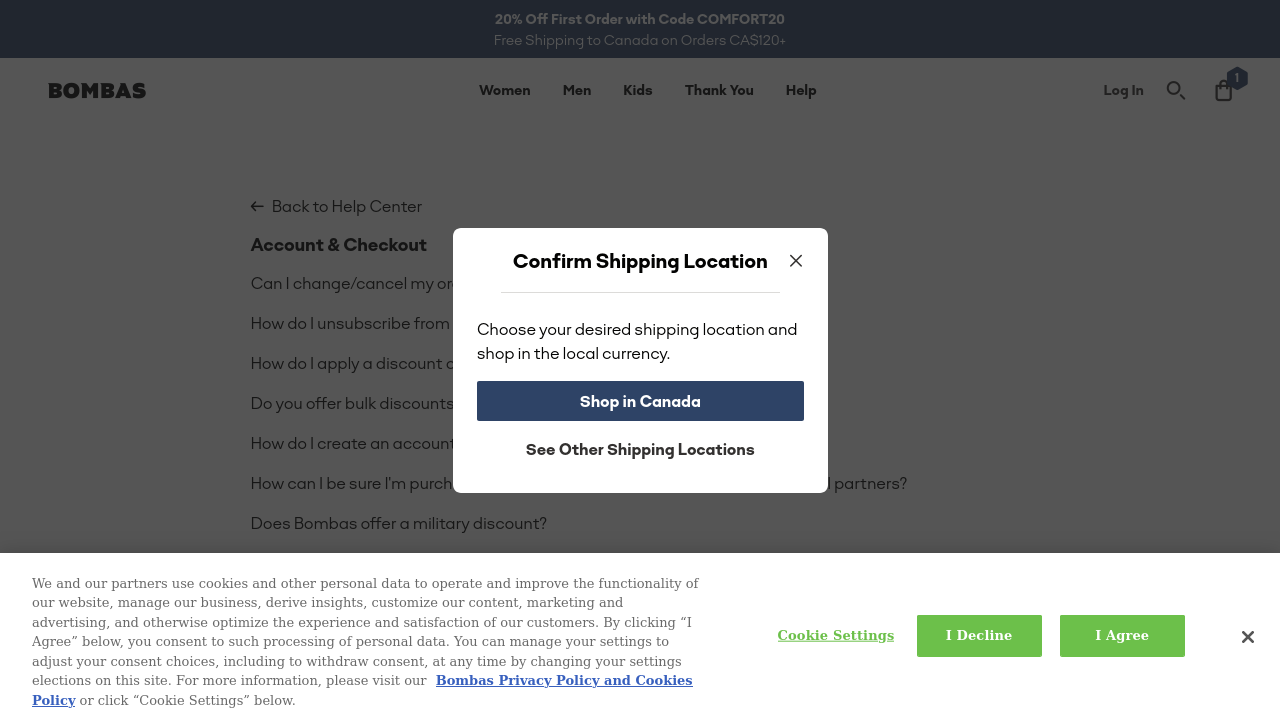 20% Off First Order with Code COMFORT20
Free Shipping to Canada on Orders CA$120+
BOMBAS
Women Men Kids Thank You Help
Log In
1
Back to Help Center
Account & Checkout
Can I change/cancel my
How do I unsubscribe from
How do I apply a discount
Do you offer bulk discounts
How do I create an account
How can I be sure I'm partners?
Does Bombas offer a military discount?
Confirm Shipping Location
Choose your desired shipping location and
shop in the local currency.
Shop in Canada
See Other Shipping Locations
We and our partners use cookies and other personal data to operate and improve the functionality of
our website, manage our business, derive insights, customize our content, marketing and
advertising, and otherwise optimize the experience and satisfaction of our customers. By clicking “I
Agree” below, you consent to such processing of personal data. You can manage your settings to
adjust your consent choices, including to withdraw consent, at any time by changing your settings
elections on this site. For more information, please visit our Bombas Privacy Policy and Cookies
Policy or click “Cookie Settings” below.
Cookie Settings
I Decline
I Agree